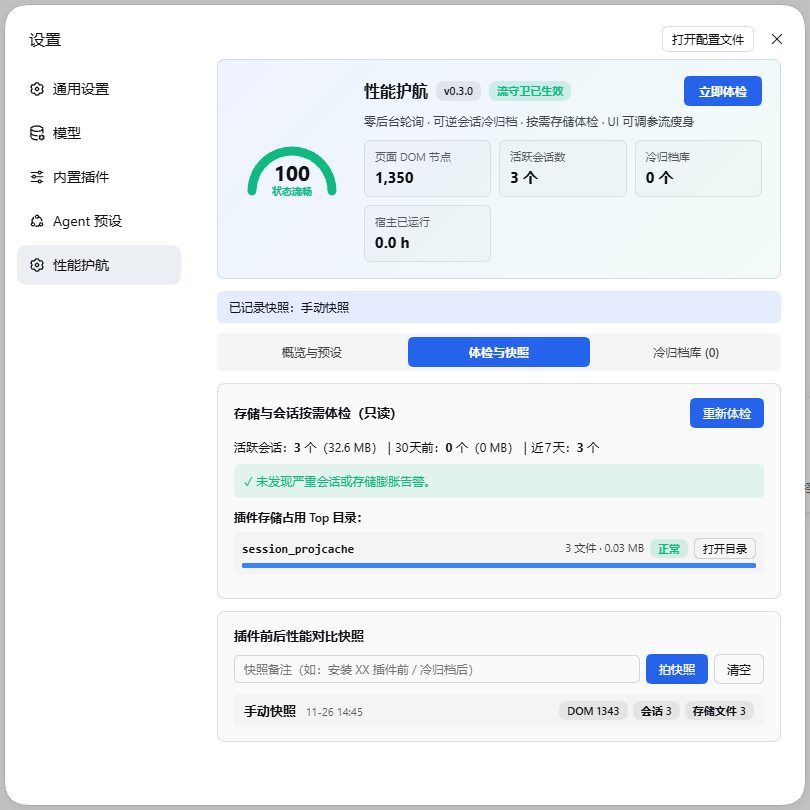 设置
打开配置文件
通用设置
模型
内置插件
Agent 预设
性能护航
性能护航 v0.3.0 流守卫已生效
立即体检
零后台轮询 · 可逆会话冷归档 · 按需存储体检 · UI 可调参流瘦身
100
状态流畅
页面 DOM 节点
1,350
活跃会话数
3 个
冷归档库
0 个
宿主已运行
0.0 h
已记录快照：手动快照
概览与预设 体检与快照 冷归档库 (0)
存储与会话按需体检（只读）
重新体检
活跃会话：3 个（32.6 MB） | 30天前：0 个（0 MB） | 近7天：3 个
✓ 未发现严重会话或存储膨胀告警。
插件存储占用 Top 目录：
session_projcache 3 文件 · 0.03 MB 正常 打开目录
插件前后性能对比快照
快照备注（如：安装 XX 插件前 / 冷归档后） 拍快照 清空
手动快照 11-26 14:45 DOM 1343 会话 3 存储文件 3